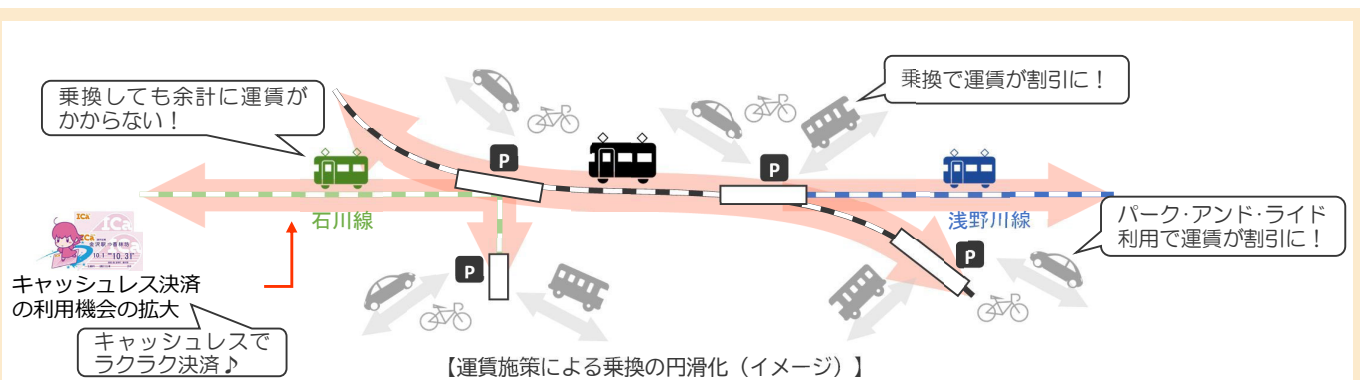 乗換しても余計に運賃が
かからない！
乗換で運賃が割引に！
P
P
石川線
浅野川線
パーク･アンド･ライド
利用で運賃が割引に！
P
P
ICa
ICa
10.31
キャッシュレス決済
の利用機会の拡大
キャッシュレスで
ラクラク決済♪
【運賃施策による乗換の円滑化（イメージ）】